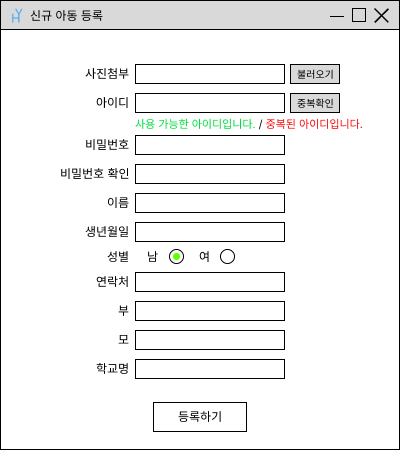 HY 신규 아동 등록
사진첨부 불러오기
아이디 중복확인
사용 가능한 아이디입니다. / 중복된 아이디입니다.
비밀번호
비밀번호 확인
이름
생년월일
성별 남 여
연락처
부
모
학교명
등록하기